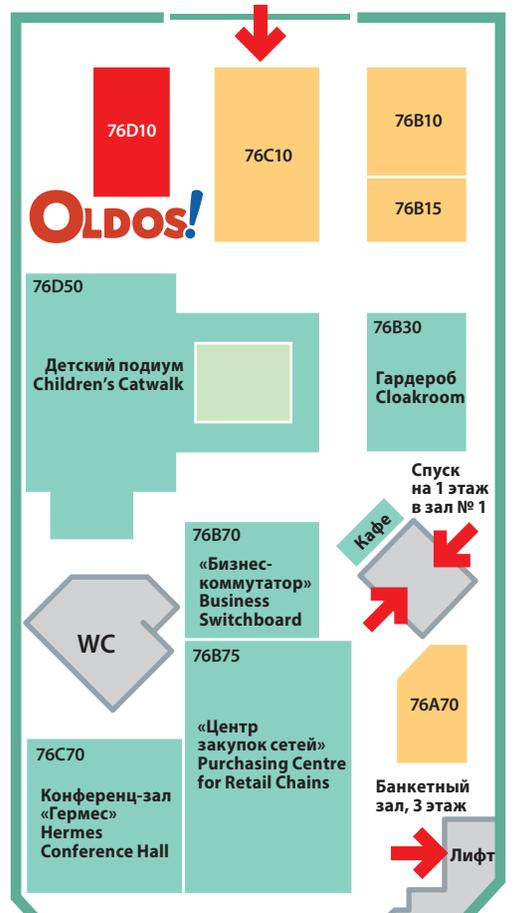 76D10
76C10
76B10
76B15
OLDOS!
76D50
Детский подиум
Children's Catwalk
76B30
Гардероб
Cloakroom
Спуск
на 1 этаж
в зал № 1
Кафе
76B70
«Бизнес-
коммутатор»
Business
Switchboard
WC
76B75
«Центр
закупок сетей»
Purchasing Centre
for Retail Chains
76A70
76C70
Конференц-зал
«Гермес»
Hermes
Conference Hall
Банкетный
зал, 3 этаж
Лифт